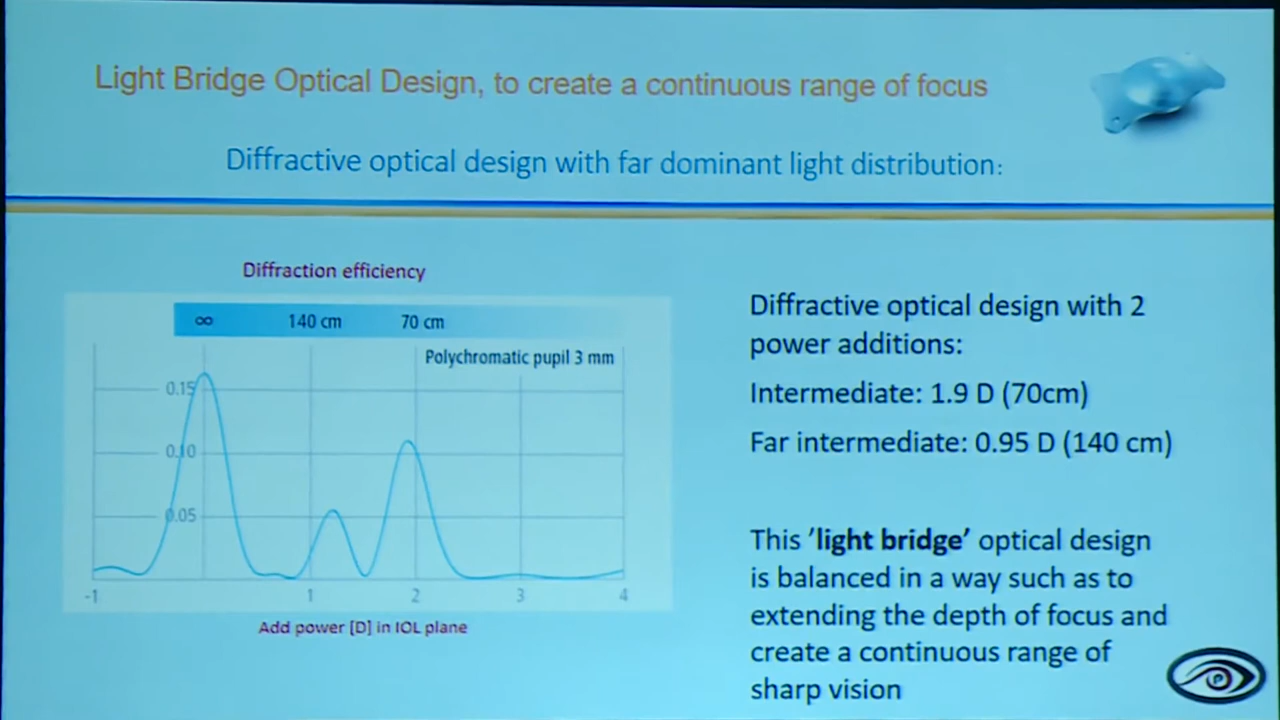 Light Bridge Optical Design, to create a continuous range of focus
Diffractive optical design with far dominant light distribution:
Diffraction efficiency
∞ 140 cm 70 cm
Polychromatic pupil 3 mm
0.15
0.10
0.05
-1 1 2 3 4
Add power [D] in IOL plane
Diffractive optical design with 2
power additions:
Intermediate: 1.9 D (70cm)
Far intermediate: 0.95 D (140 cm)
This 'light bridge' optical design
is balanced in a way such as to
extending the depth of focus and
create a continuous range of
sharp vision